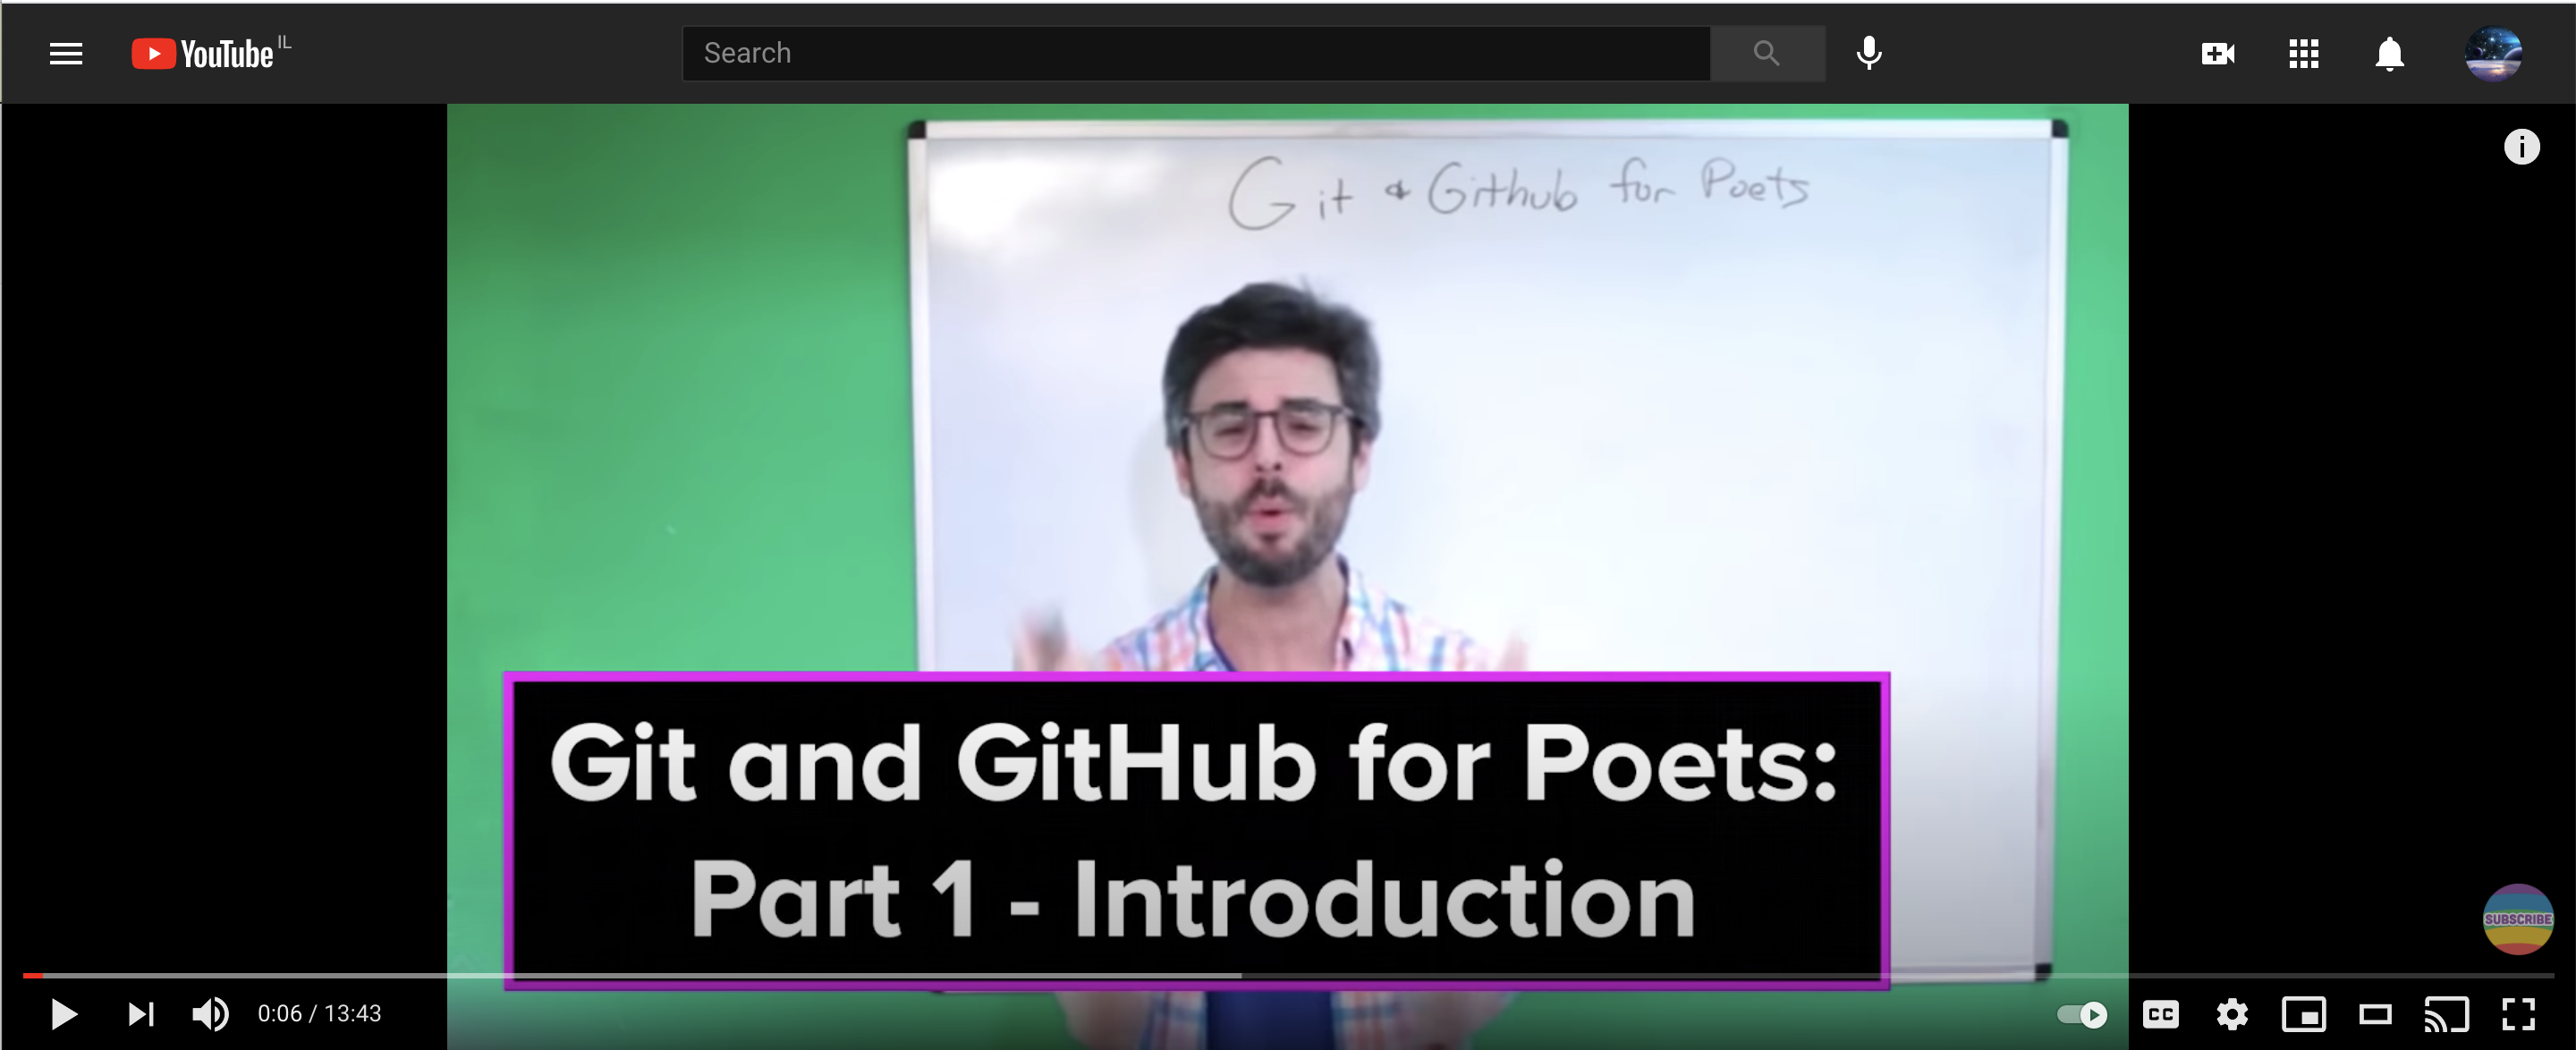 YouTube IL
Search
Git & Github for Poets
Git and GitHub for Poets:
Part 1 - Introduction
SUBSCRIBE
0:06 / 13:43
CC